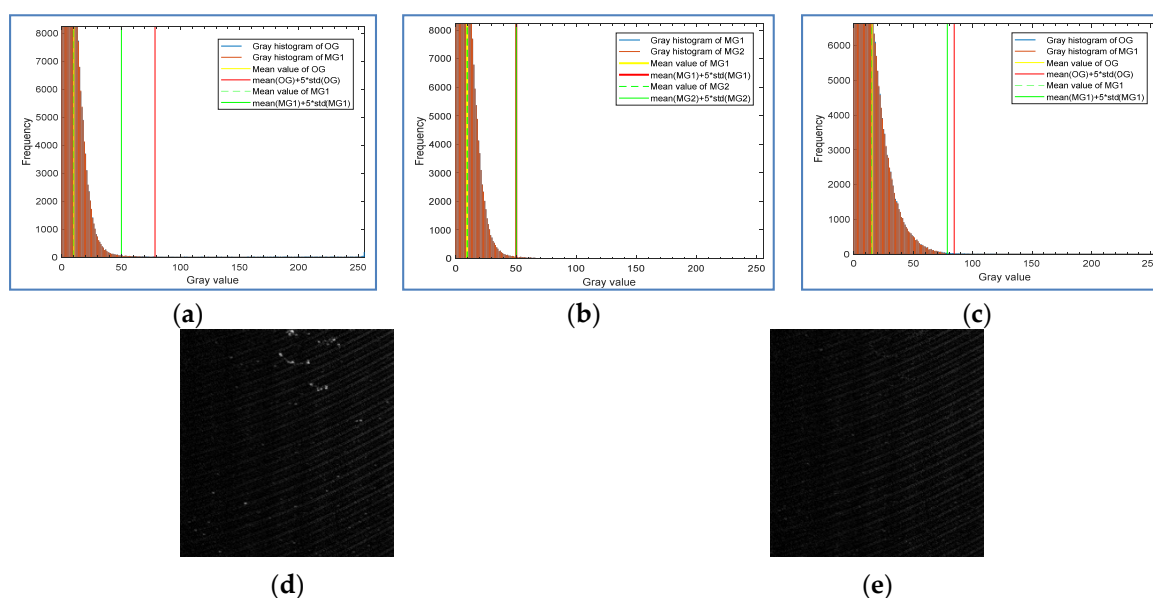 8000
7000
6000
5000
4000
3000
2000
1000
0
Frequency
0 50 100 150 200 250
Gray value
Gray histogram of OG
Gray histogram of MG1
Mean value of OG
mean(OG)+5*std(OG)
Mean value of MG1
mean(MG1)+5*std(MG1)
(a)
8000
7000
6000
5000
4000
3000
2000
1000
0
Frequency
0 50 100 150 200 250
Gray value
Gray histogram of MG1
Gray histogram of MG2
Mean value of MG1
mean(MG1)+5*std(MG1)
Mean value of MG2
mean(MG2)+5*std(MG2)
(b)
6000
5000
4000
3000
2000
1000
0
Frequency
0 50 100 150 200 250
Gray value
Gray histogram of OG
Gray histogram of MG1
Mean value of OG
mean(OG)+5*std(OG)
Mean value of MG1
mean(MG1)+5*std(MG1)
(c)
(d)
(e)